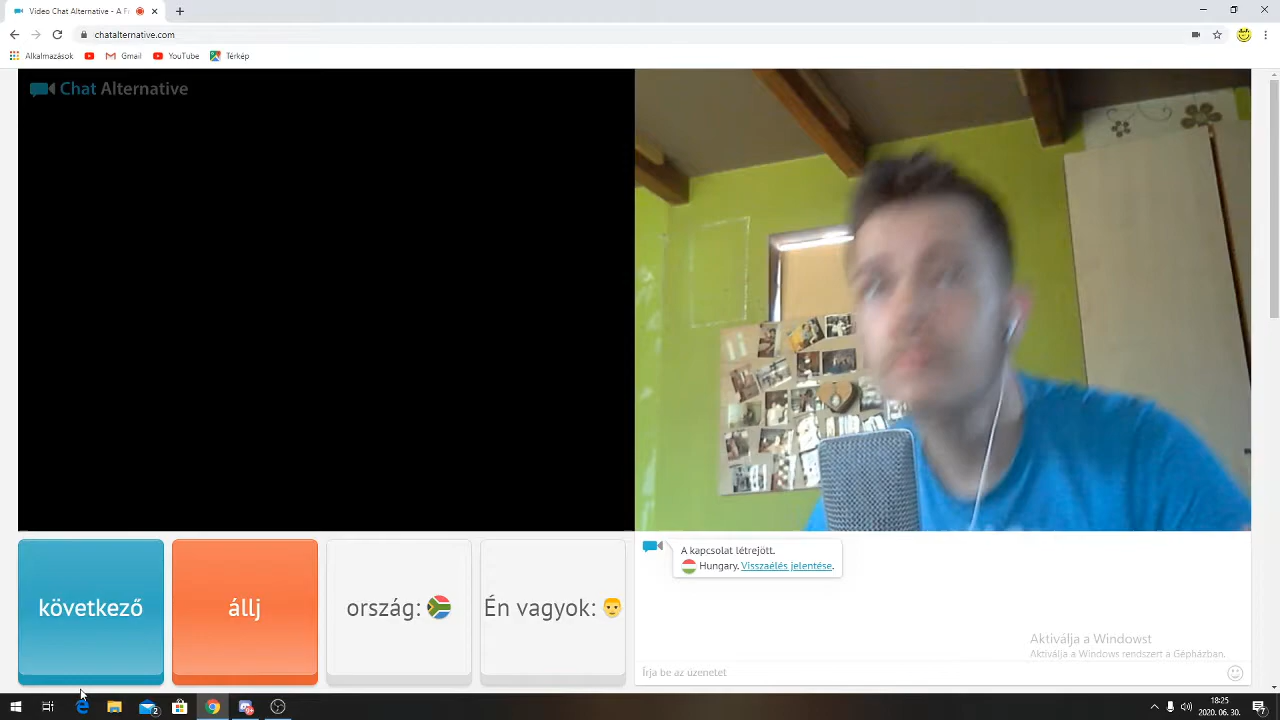 Video Chat Alternative - A Fi
chatalternative.com
Alkalmazások
Gmail
YouTube
Térkép
Chat Alternative
A kapcsolat létrejött.
Hungary. Visszaélés jelentése.
következő
állj
ország:
Én vagyok:
Aktiválja a Windowst
Aktiválja a Windows rendszert a Gépházban.
Írja be az üzenetet
18:25
2020. 06. 30.